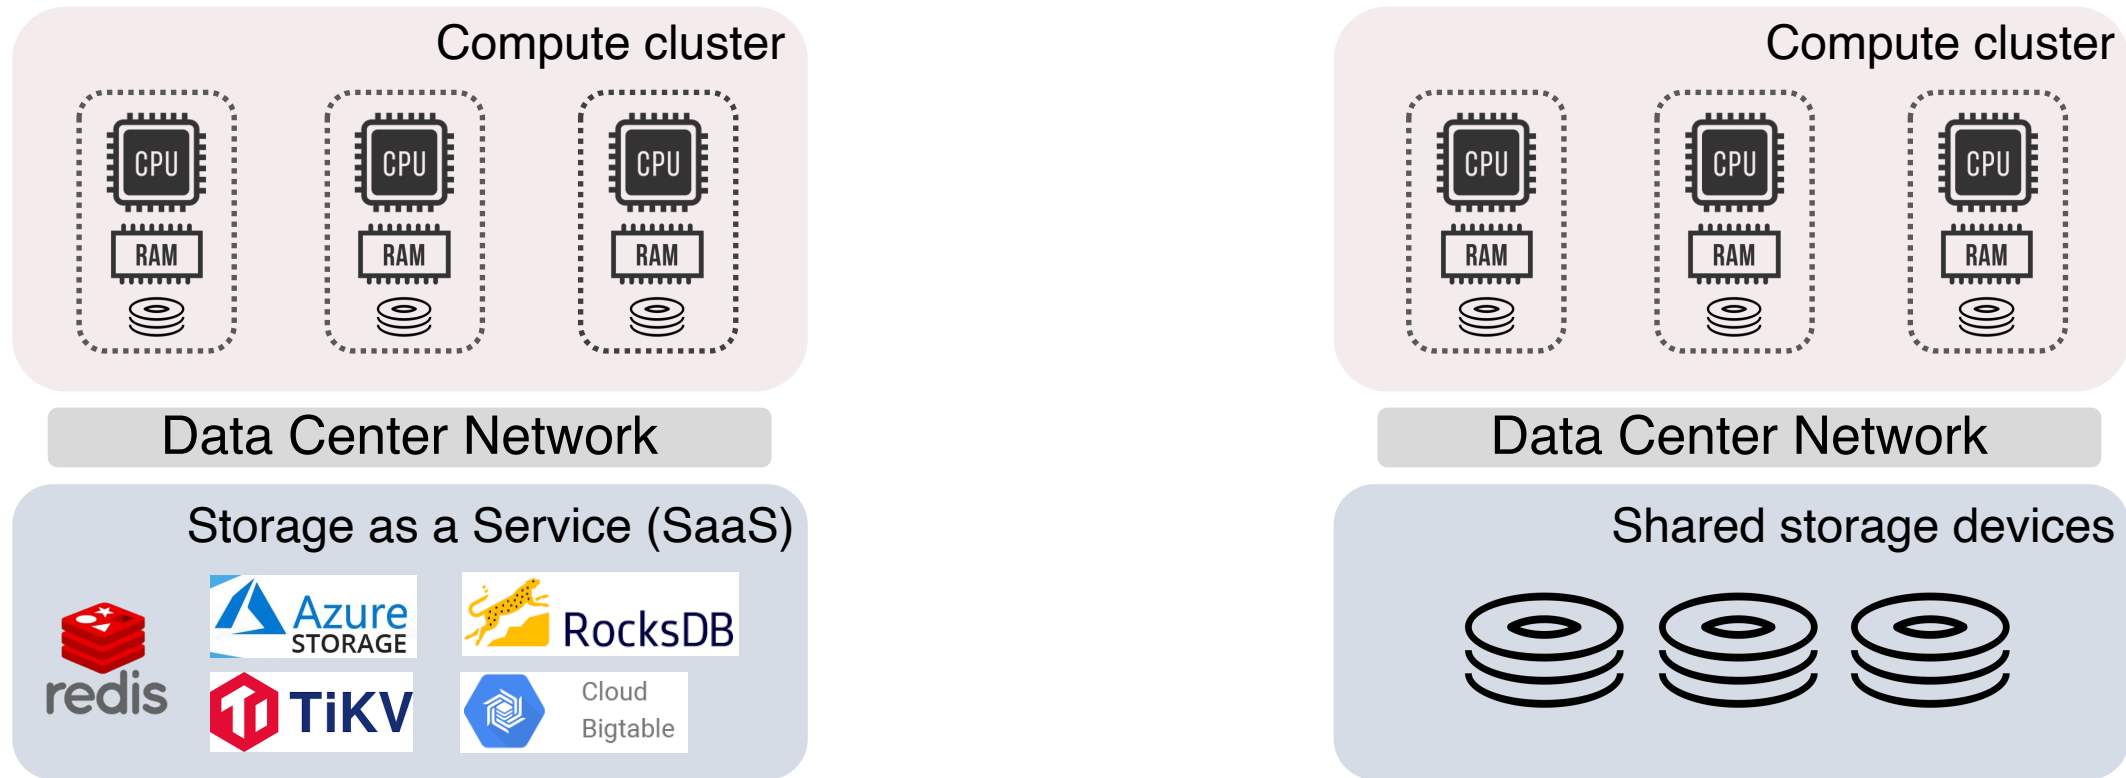 Compute cluster
CPU CPU CPU
RAM RAM RAM
Data Center Network
Storage as a Service (SaaS)
redis
Azure
STORAGE
RocksDB
TiKV
Cloud
Bigtable
Compute cluster
CPU CPU CPU
RAM RAM RAM
Data Center Network
Shared storage devices